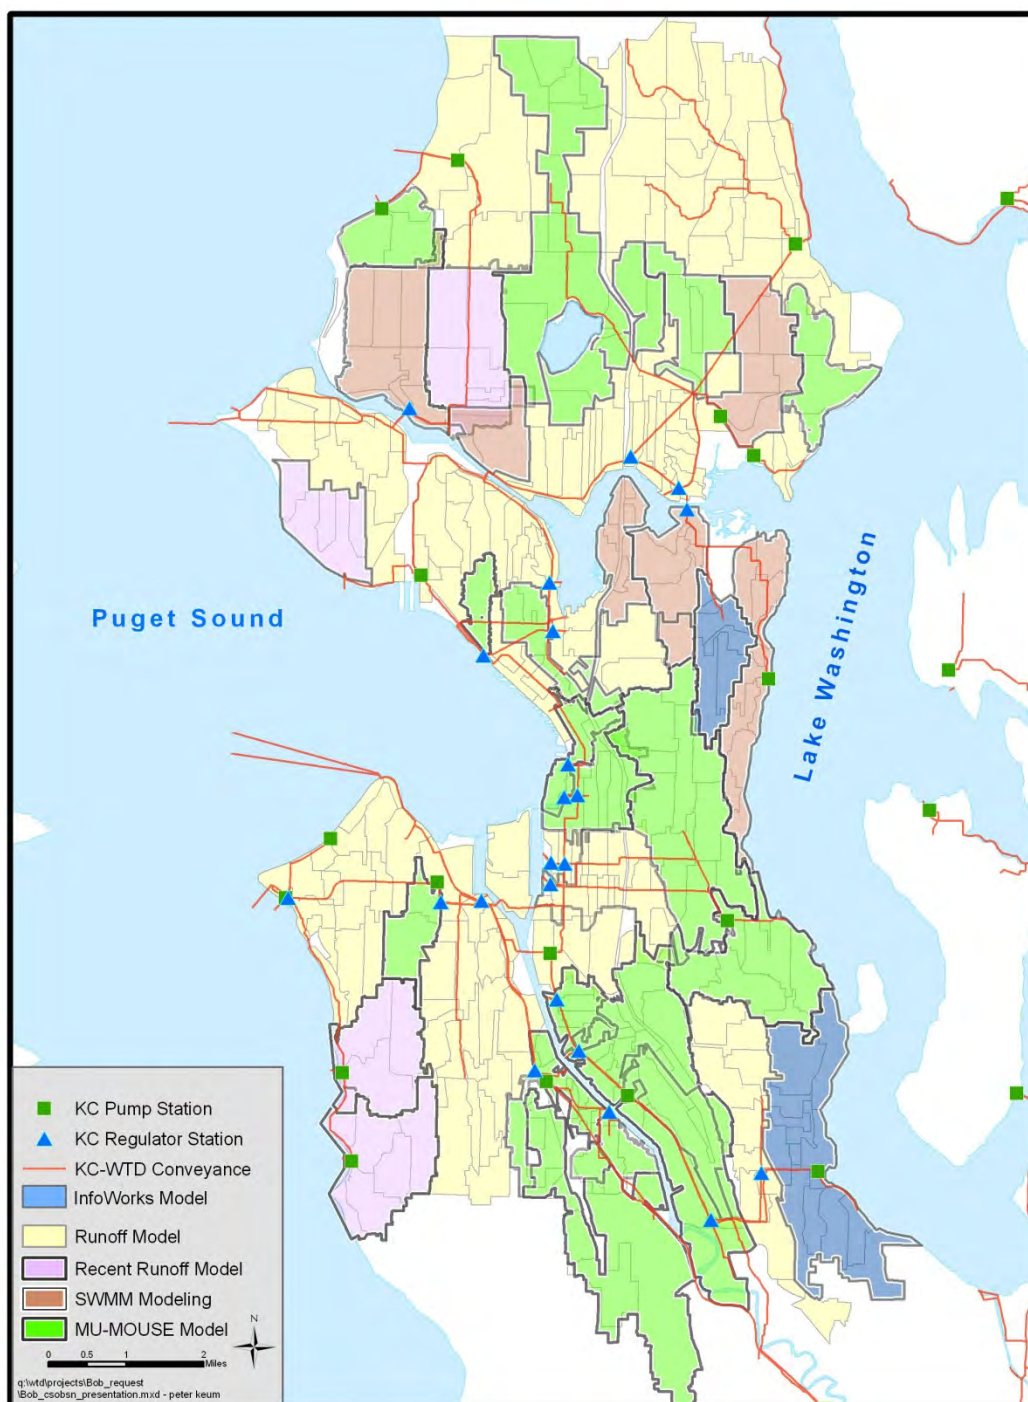 Puget Sound
Lake Washington
KC Pump Station
KC Regulator Station
KC-WTD Conveyance
InfoWorks Model
Runoff Model
Recent Runoff Model
SWMM Modeling
MU-MOUSE Model
N
0 0.5 1 2
Miles
q:\wtd\projects\Bob_request
\Bob_csobsn_presentation.mxd - peter keum